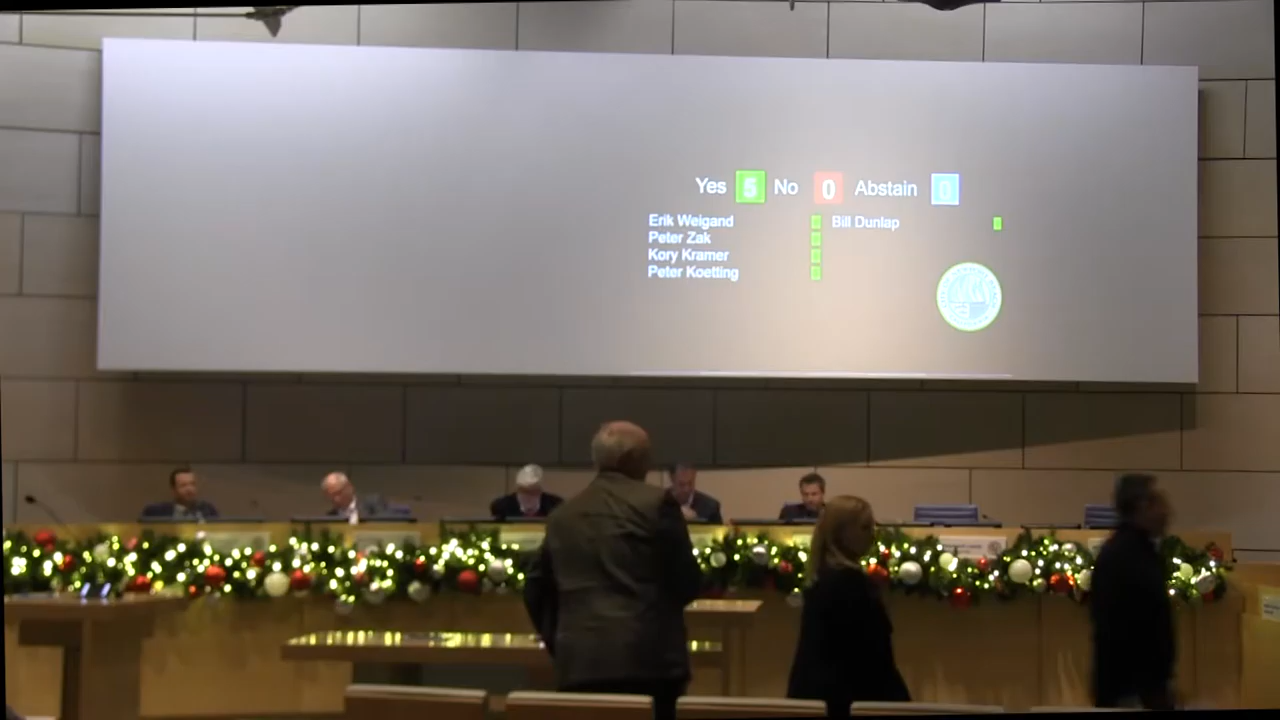 Yes 5 No 0 Abstain 0
Erik Weigand Bill Dunlap
Peter Zak
Kory Kramer
Peter Koetting